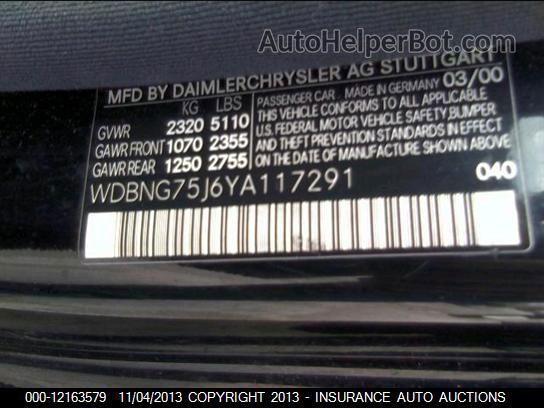 AutoHelperBot.com
MFD BY DAIMLERCHRYSLER AG STUTTGART
KG LBS
MADE IN GERMANY 03/00
GVWR 2320 5110
GAWR FRONT 1070 2355
GAWR REAR 1250 2755
PASSENGER CAR
THIS VEHICLE CONFORMS TO ALL APPLICABLE
U.S. FEDERAL MOTOR VEHICLE SAFETY BUMPER
AND THEFT PREVENTION STANDARDS IN EFFECT
ON THE DATE OF MANUFACTURE SHOWN ABOVE.
WDBNG75J6YA117291
040
000-12163579 11/04/2013 COPYRIGHT 2013 - INSURANCE AUTO AUCTIONS